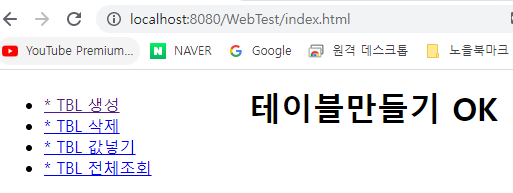 localhost:8080/WebTest/index.html
YouTube Premium... NAVER Google 원격 데스크톱 노을북마크
* TBL 생성
* TBL 삭제
* TBL 값넣기
* TBL 전체조회
테이블만들기 OK